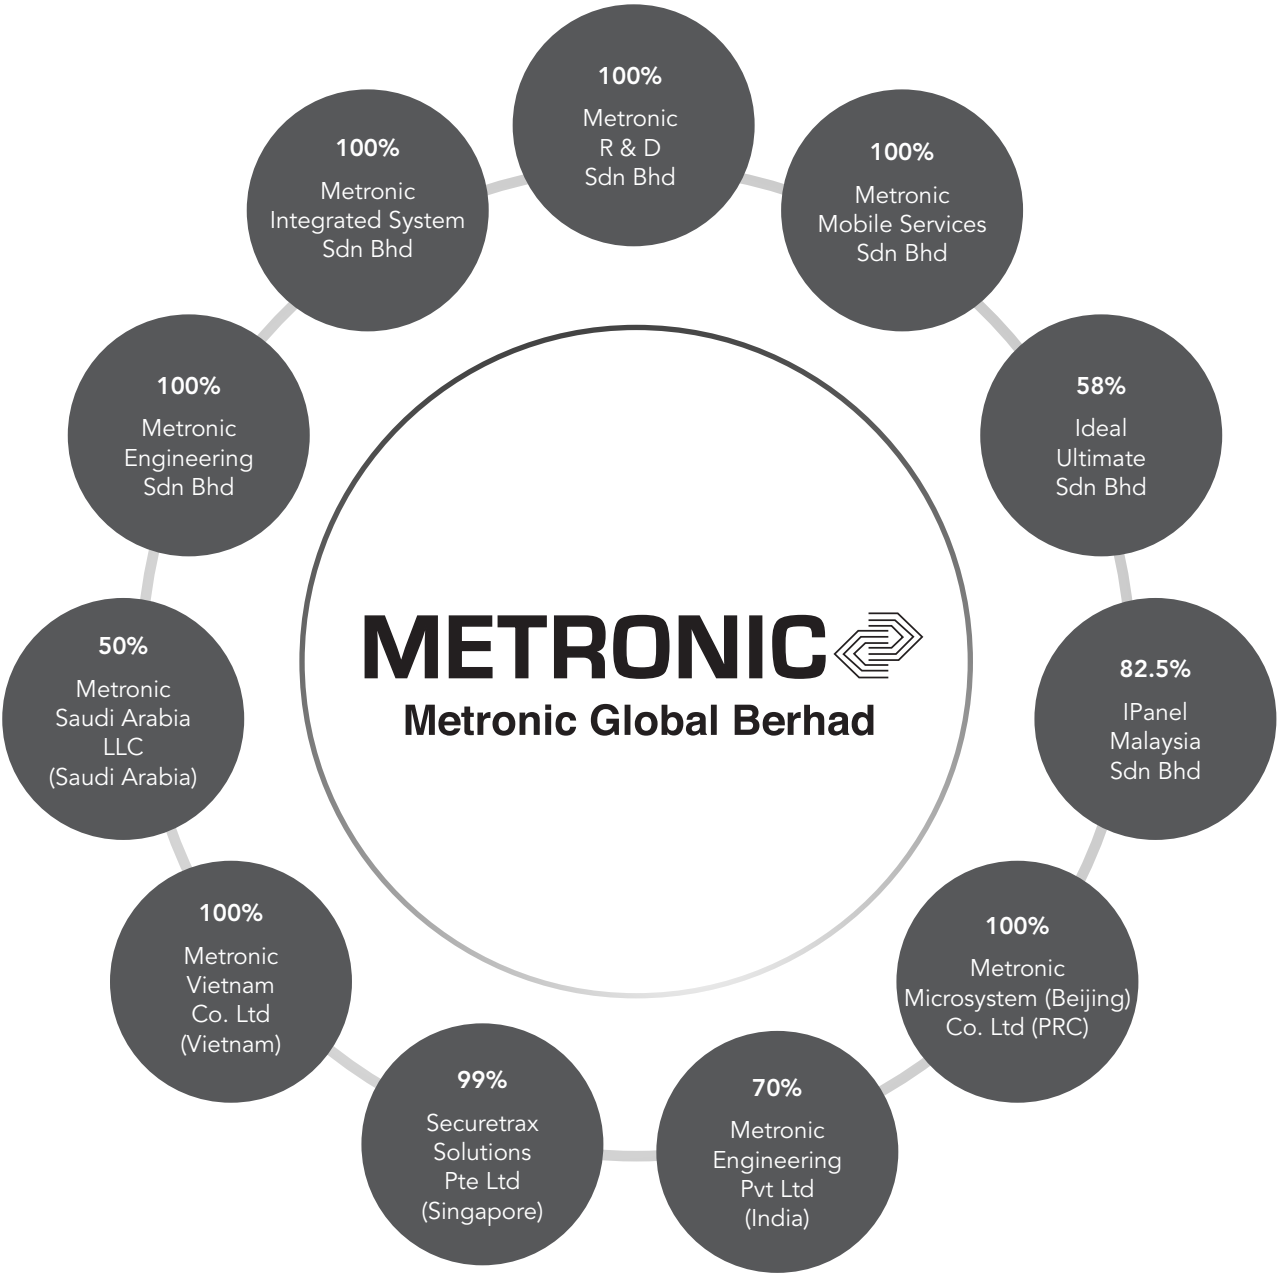 100%
Metronic
R & D
Sdn Bhd
100%
Metronic
Mobile Services
Sdn Bhd
58%
Ideal
Ultimate
Sdn Bhd
82.5%
IPanel
Malaysia
Sdn Bhd
100%
Metronic
Microsystem (Beijing)
Co. Ltd (PRC)
70%
Metronic
Engineering
Pvt Ltd
(India)
99%
Securetrax
Solutions
Pte Ltd
(Singapore)
100%
Metronic
Vietnam
Co. Ltd
(Vietnam)
50%
Metronic
Saudi Arabia
LLC
(Saudi Arabia)
100%
Metronic
Engineering
Sdn Bhd
100%
Metronic
Integrated System
Sdn Bhd
METRONIC
Metronic Global Berhad